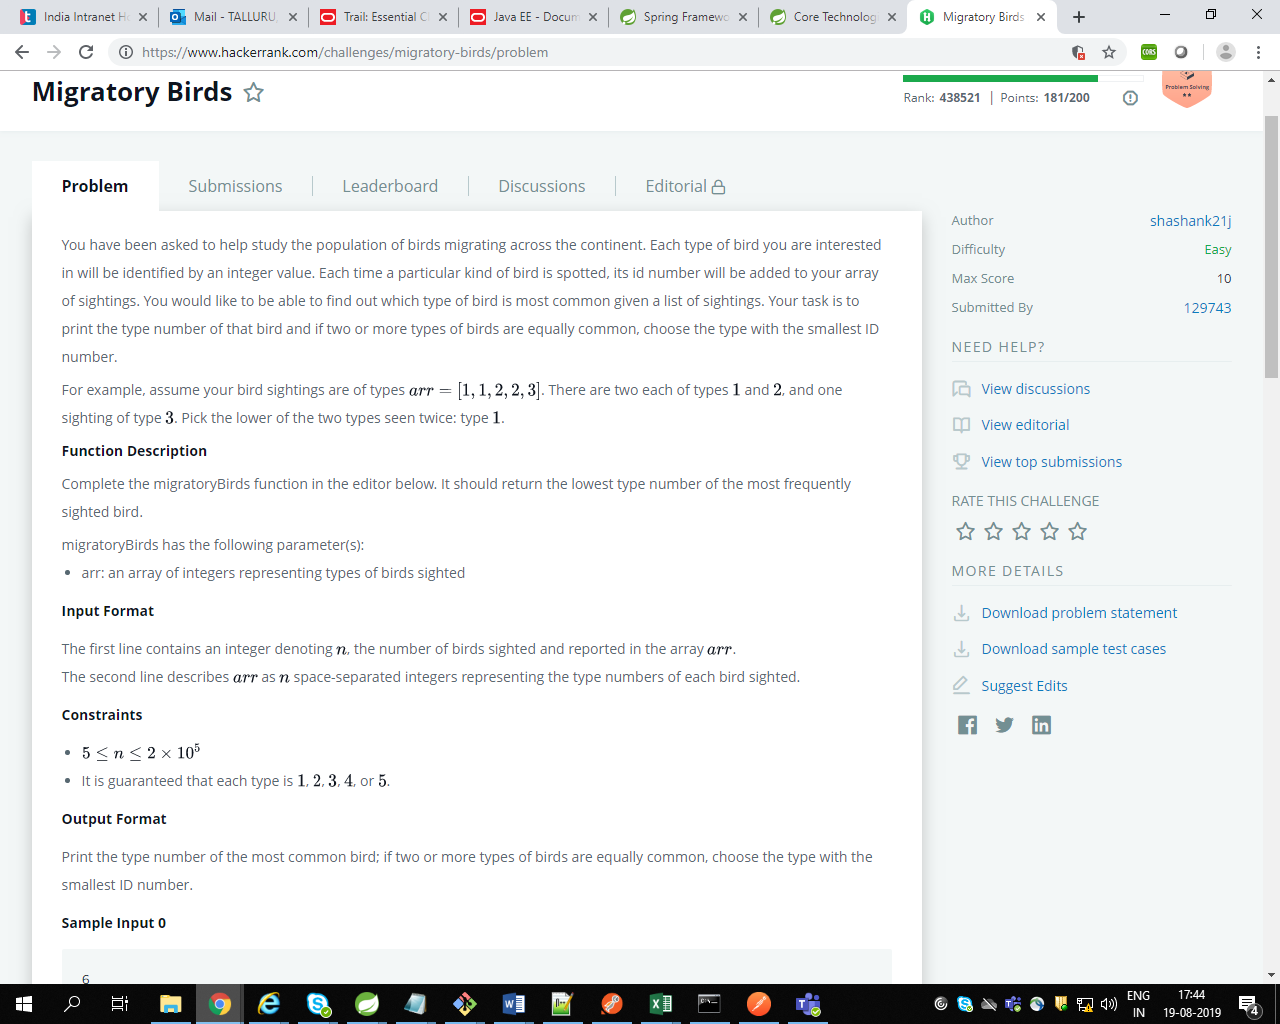 India Intranet Ho
Mail - TALLURU,
Trail: Essential C
Java EE - Docum
Spring Framewo
Core Technolog
Migratory Birds
https://www.hackerrank.com/challenges/migratory-birds/problem
CORS
Migratory Birds
Rank: 438521 | Points: 181/200
Problem Solving
Problem
Submissions
Leaderboard
Discussions
Editorial
You have been asked to help study the population of birds migrating across the continent. Each type of bird you are interested
in will be identified by an integer value. Each time a particular kind of bird is spotted, its id number will be added to your array
of sightings. You would like to be able to find out which type of bird is most common given a list of sightings. Your task is to
print the type number of that bird and if two or more types of birds are equally common, choose the type with the smallest ID
number.
For example, assume your bird sightings are of types arr = [1, 1, 2, 2, 3]. There are two each of types 1 and 2, and one
sighting of type 3. Pick the lower of the two types seen twice: type 1.
Function Description
Complete the migratoryBirds function in the editor below. It should return the lowest type number of the most frequently
sighted bird.
migratoryBirds has the following parameter(s):
• arr: an array of integers representing types of birds sighted
Input Format
The first line contains an integer denoting n, the number of birds sighted and reported in the array arr.
The second line describes arr as n space-separated integers representing the type numbers of each bird sighted.
Constraints
• 5 ≤ n ≤ 2 × 10⁵
• It is guaranteed that each type is 1, 2, 3, 4, or 5.
Output Format
Print the type number of the most common bird; if two or more types of birds are equally common, choose the type with the
smallest ID number.
Sample Input 0
6
Author shashank21j
Difficulty Easy
Max Score 10
Submitted By 129743
NEED HELP?
View discussions
View editorial
View top submissions
RATE THIS CHALLENGE
MORE DETAILS
Download problem statement
Download sample test cases
Suggest Edits
ENG
IN
17:44
19-08-2019
4